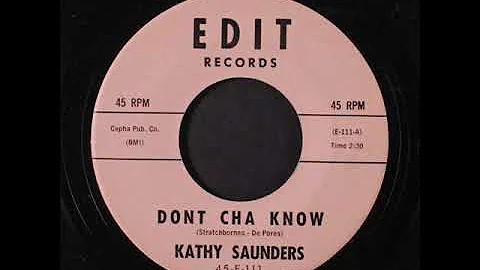 EDIT
RECORDS
45 RPM
45 RPM
Cepha Pub. Co.
(BMI)
(E-111-A)
Time 2:30
DONT CHA KNOW
(Stratchbornes - De Pores)
KATHY SAUNDERS
45-E-111